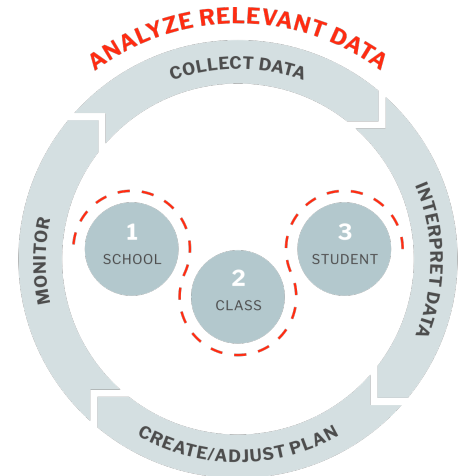 ANALYZE RELEVANT DATA
COLLECT DATA
INTERPRET DATA
CREATE/ADJUST PLAN
MONITOR
1
SCHOOL
2
CLASS
3
STUDENT